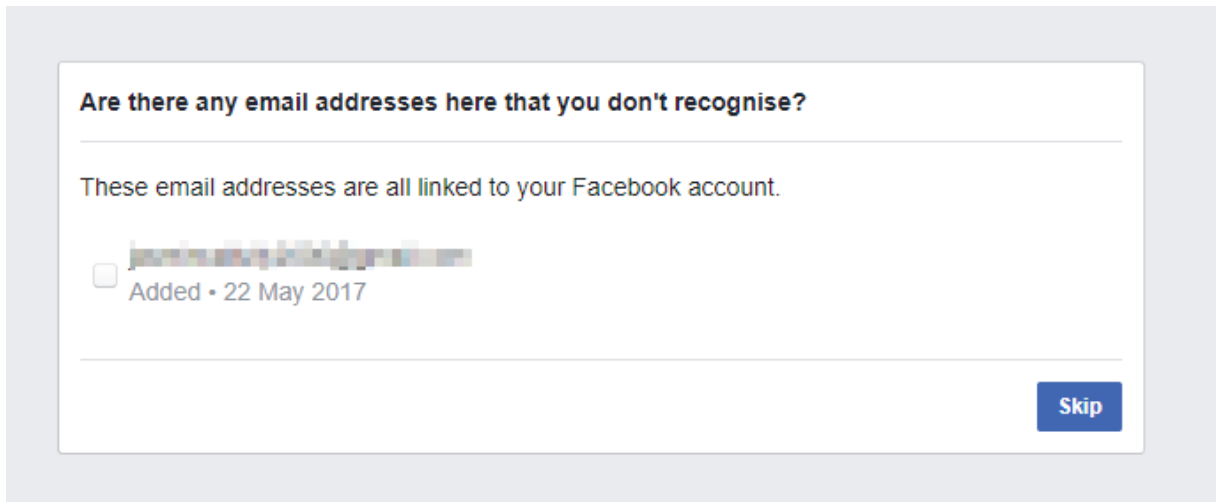 Are there any email addresses here that you don't recognise?
These email addresses are all linked to your Facebook account.
Added • 22 May 2017
Skip